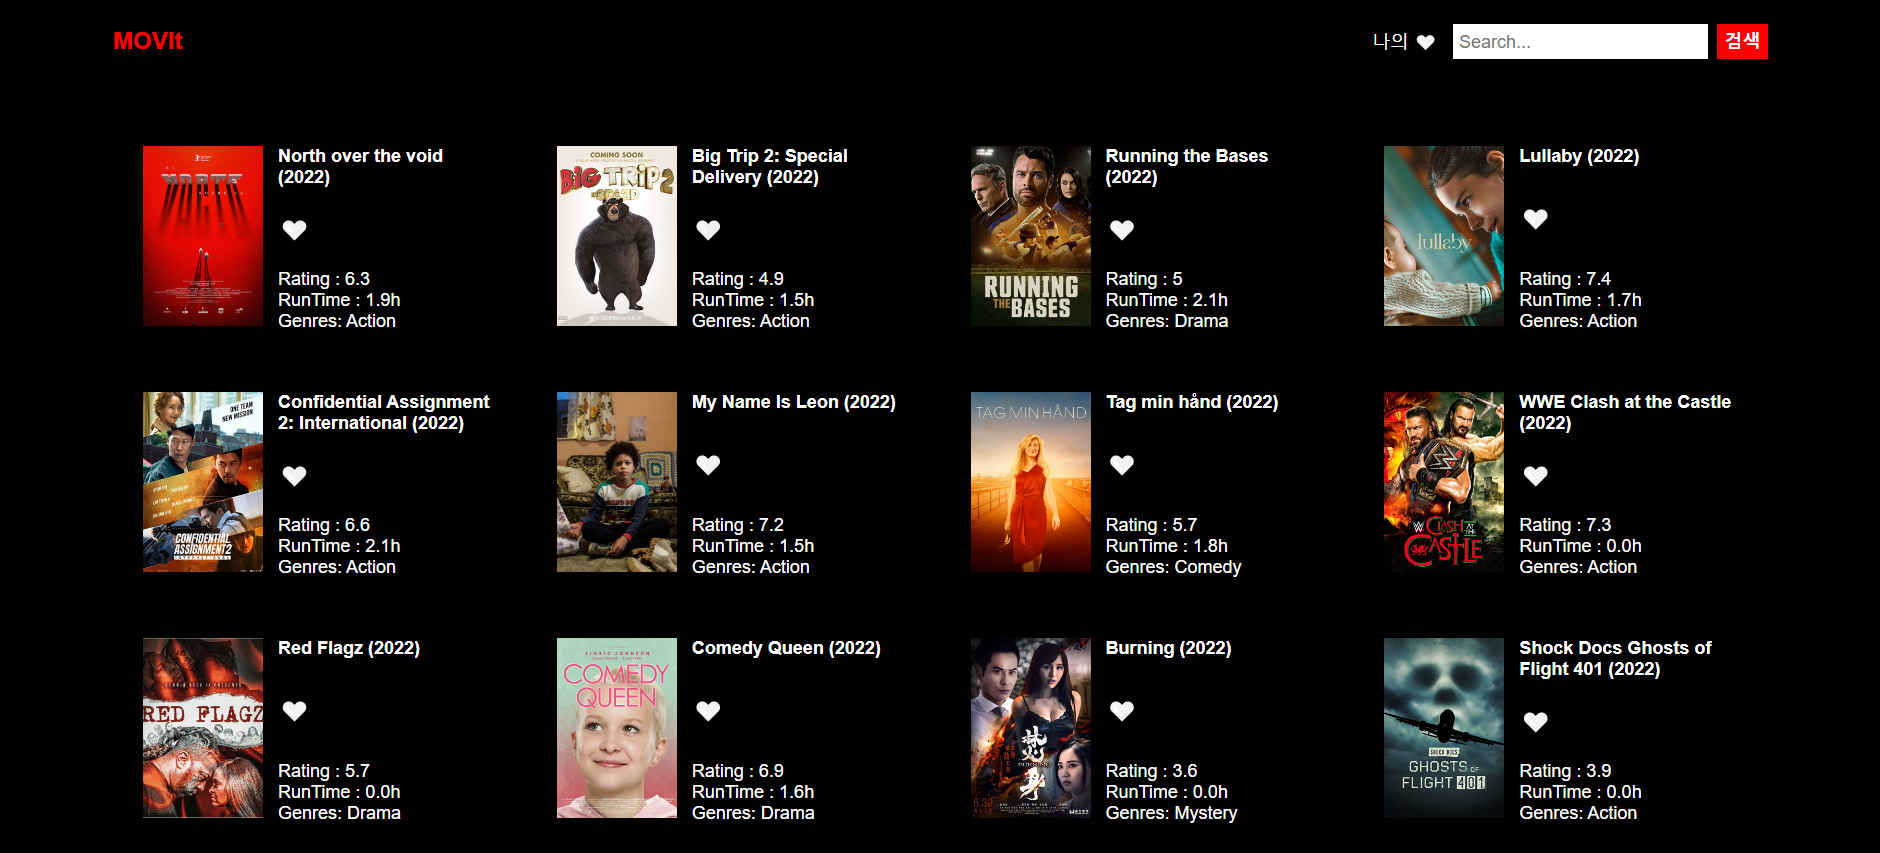 MOVIt
나의
Search...
검색
North over the void
(2022)
Rating : 6.3
RunTime : 1.9h
Genres: Action
COMING SOON
BIG TRIP 2
Big Trip 2: Special
Delivery (2022)
Rating : 4.9
RunTime : 1.5h
Genres: Action
RUNNING
THE BASES
Running the Bases
(2022)
Rating : 5
RunTime : 2.1h
Genres: Drama
lullaby
Lullaby (2022)
Rating : 7.4
RunTime : 1.7h
Genres: Action
ONE TEAM
NEW MISSION
CONFIDENTIAL
ASSIGNMENT2
INTERNATIONAL
Confidential Assignment
2: International (2022)
Rating : 6.6
RunTime : 2.1h
Genres: Action
My Name Is Leon (2022)
Rating : 7.2
RunTime : 1.5h
Genres: Action
TAG MIN HÅND
Tag min hånd (2022)
Rating : 5.7
RunTime : 1.8h
Genres: Comedy
CLASH AT THE
CASTLE
WWE Clash at the Castle
(2022)
Rating : 7.3
RunTime : 0.0h
Genres: Action
RED FLAGZ
Red Flagz (2022)
Rating : 5.7
RunTime : 0.0h
Genres: Drama
COMEDY
QUEEN
Comedy Queen (2022)
Rating : 6.9
RunTime : 1.6h
Genres: Drama
6.30
Burning (2022)
Rating : 3.6
RunTime : 0.0h
Genres: Mystery
SHOCK DOCS
GHOSTS OF
FLIGHT 401
Shock Docs Ghosts of
Flight 401 (2022)
Rating : 3.9
RunTime : 0.0h
Genres: Action